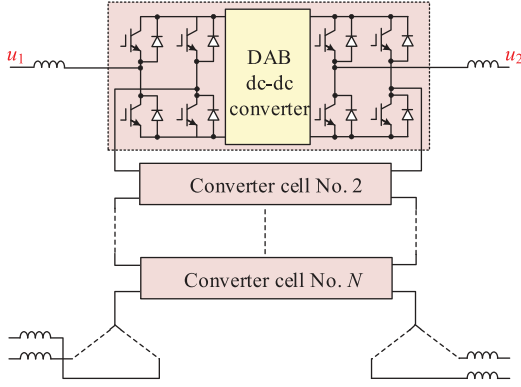 u1
DAB
dc-dc
converter
u2
Converter cell No. 2
Converter cell No. N